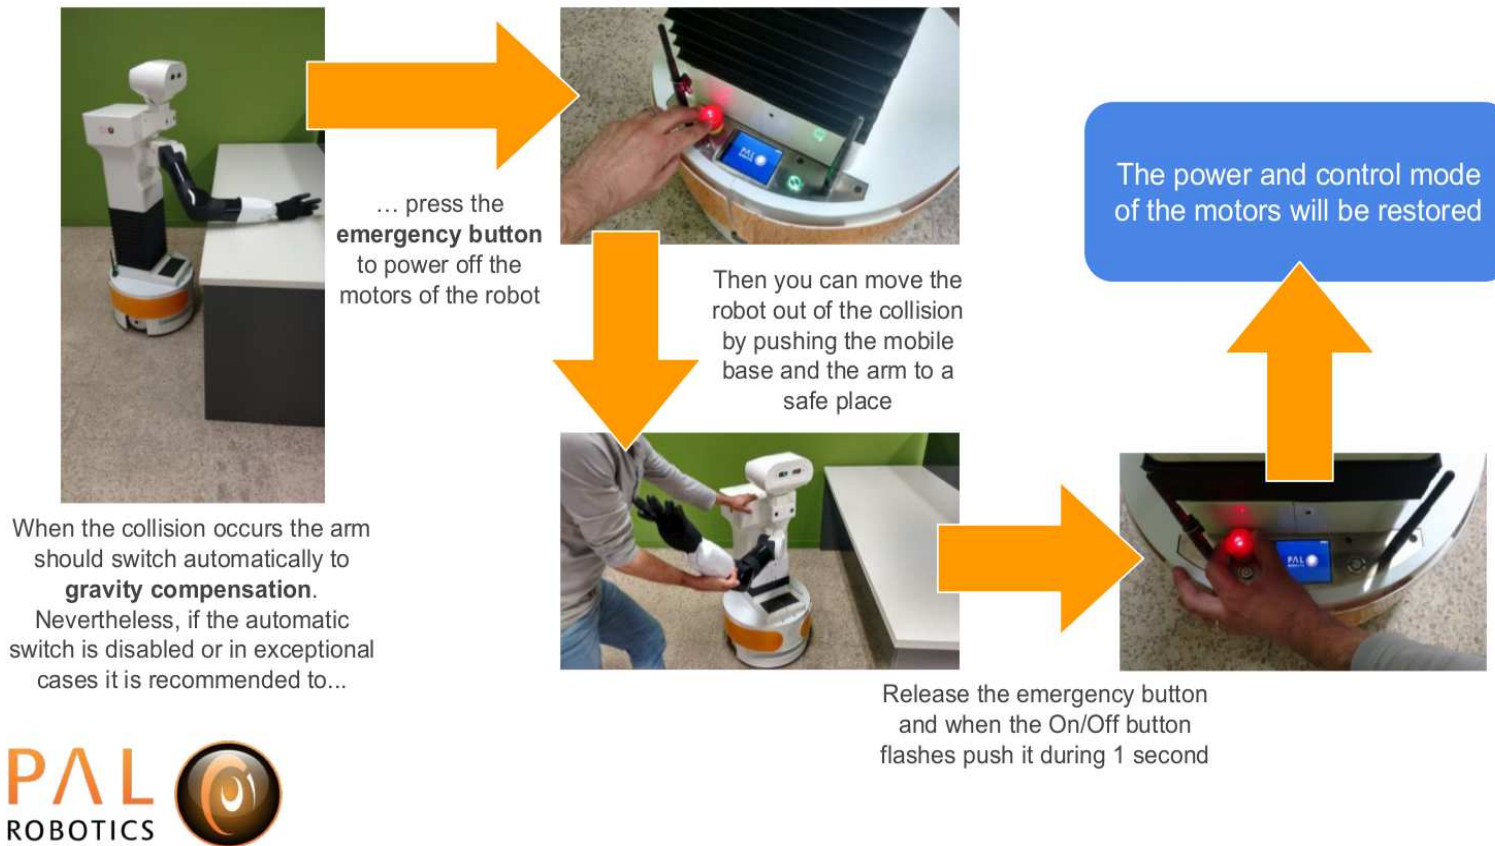 When the collision occurs the arm
should switch automatically to
gravity compensation.
Nevertheless, if the automatic
switch is disabled or in exceptional
cases it is recommended to...
... press the
emergency button
to power off the
motors of the robot
PAL
Then you can move the
robot out of the collision
by pushing the mobile
base and the arm to a
safe place
Release the emergency button
and when the On/Off button
flashes push it during 1 second
PAL
The power and control mode
of the motors will be restored
PAL
ROBOTICS